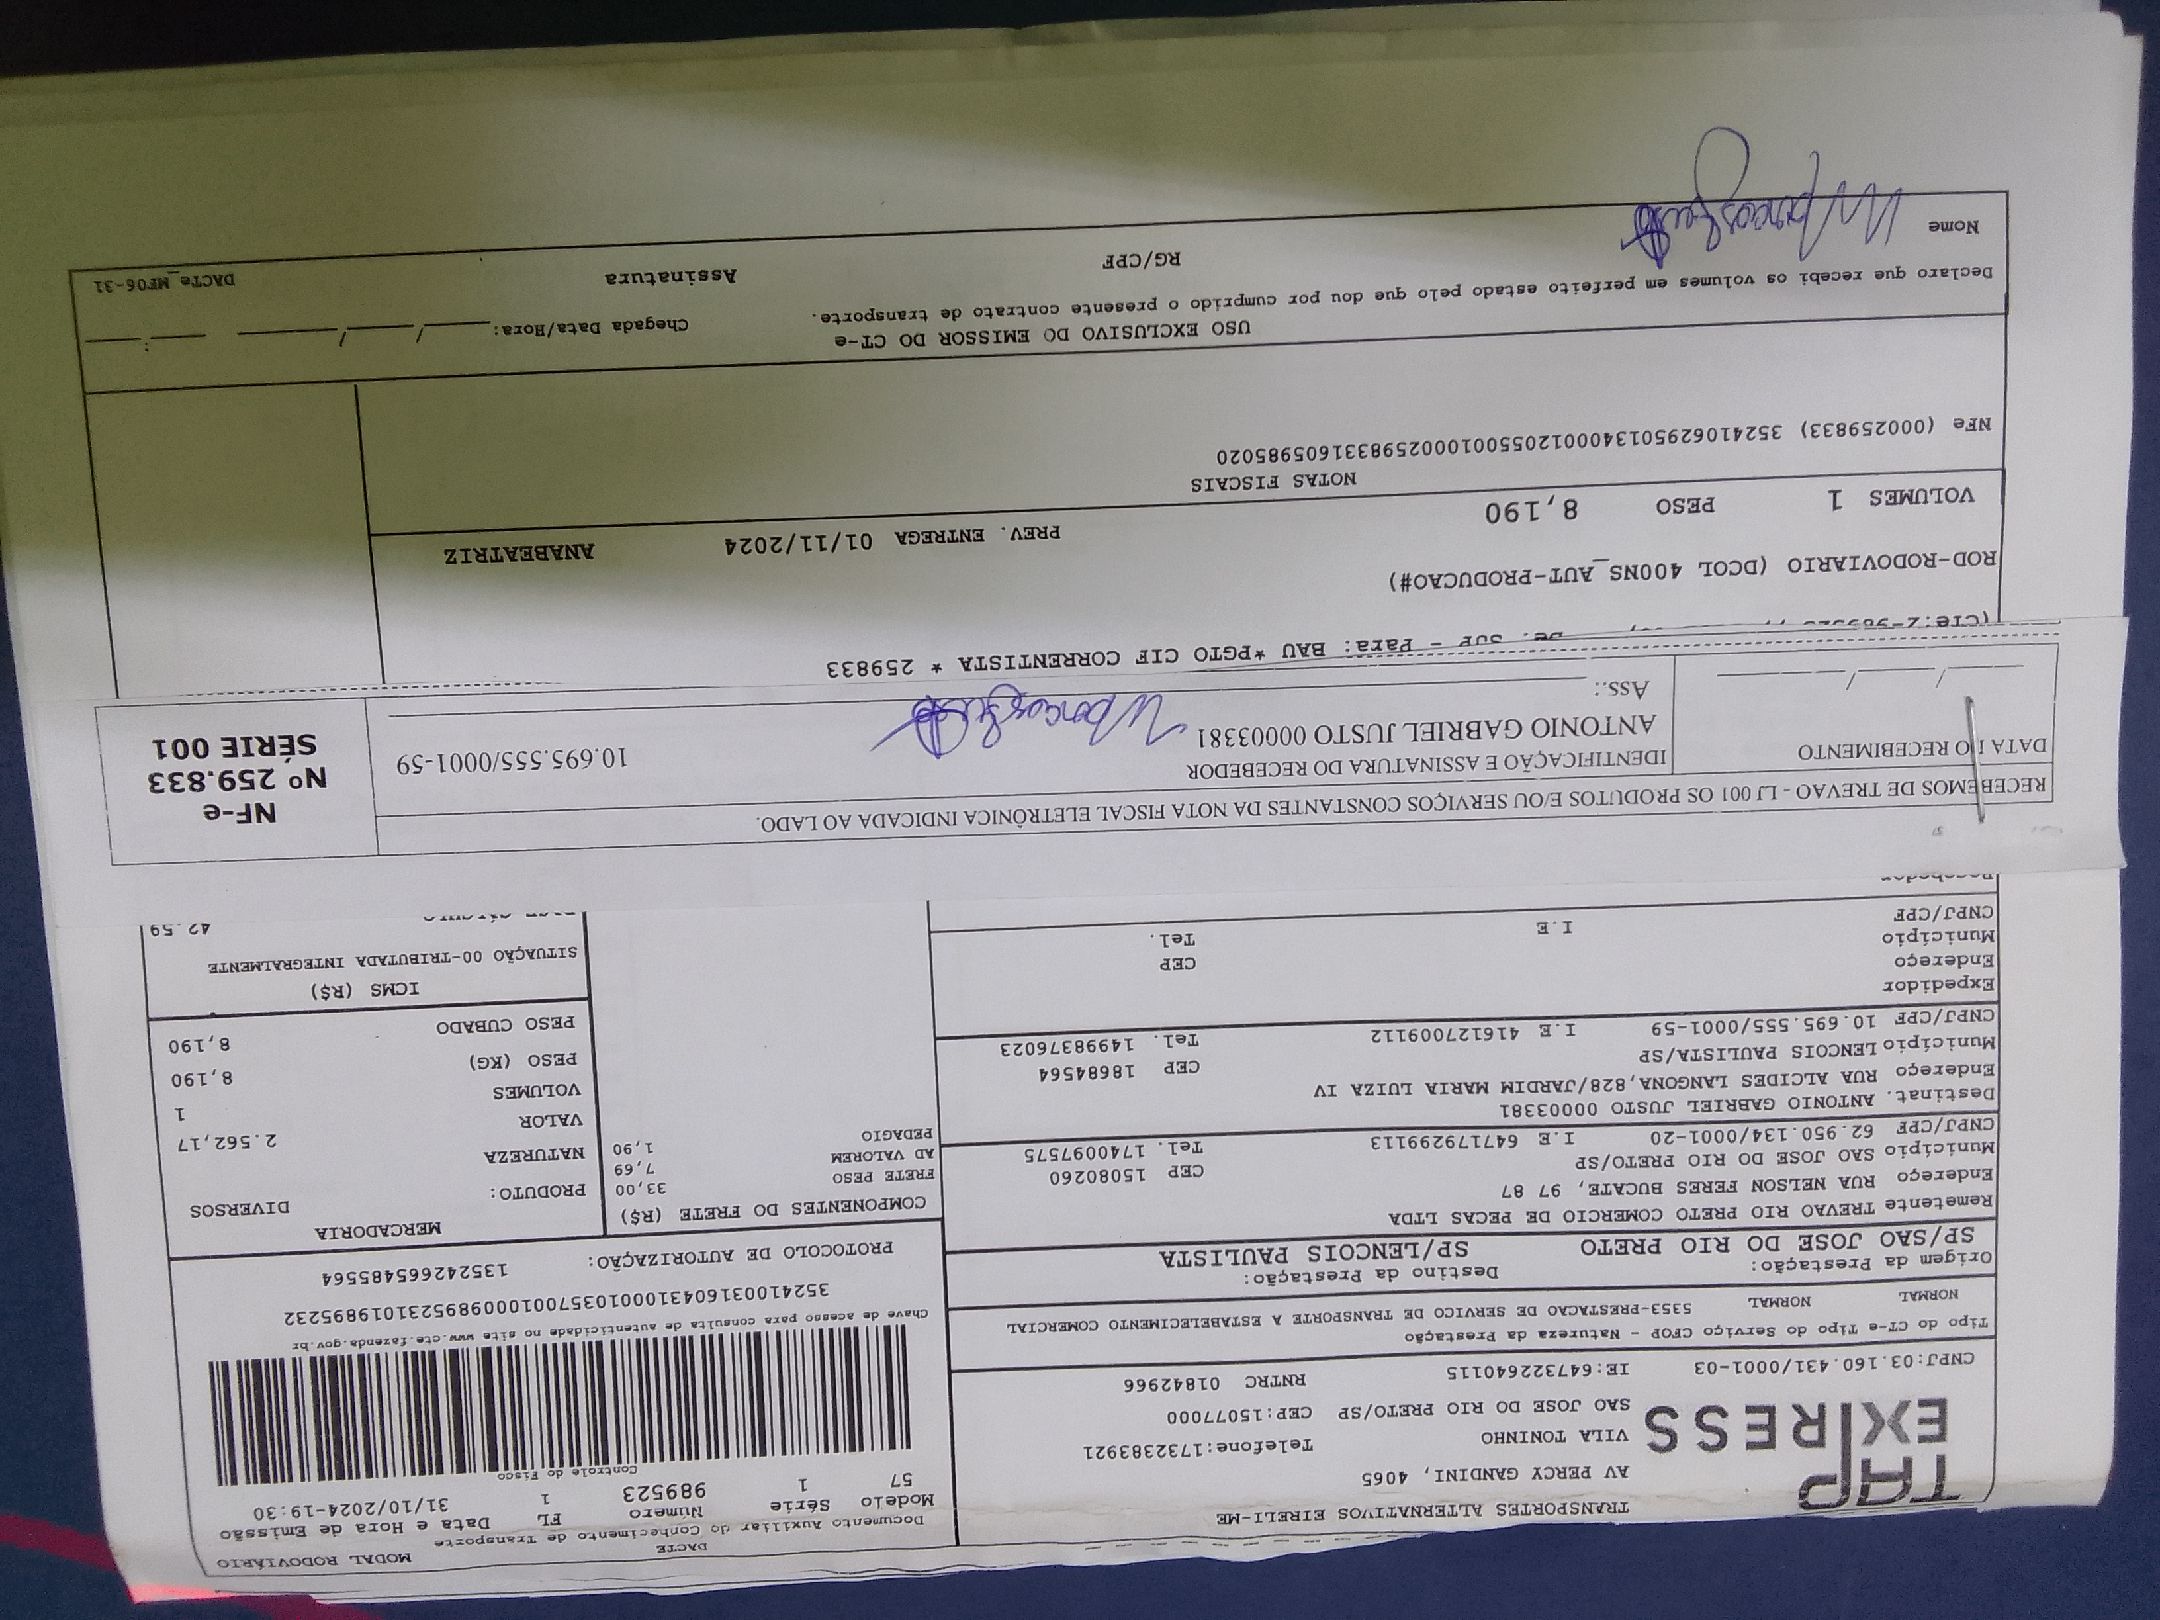 DACTE
MODAL RODOVIÁRIO
Documento Auxiliar do Conhecimento de Transporte
Modelo Série Número FL Data e Hora de Emissão
57 1 989523 1 31/10/2024-19:30
Controle do Fisco
TAP
EXPRESS
TRANSPORTES ALTERNATIVOS EIRELI-ME
AV PERCY GANDINI, 4065
VILA TONINHO Telefone:1732383921
SAO JOSE DO RIO PRETO/SP CEP:15077000
CNPJ:03.160.431/0001-03 IE:647322640115 RNTRC 01842966
Chave de acesso para consulta de autenticidade no site www.cte.fazenda.gov.br
35241003160431000103570010009895231019895232
PROTOCOLO DE AUTORIZAÇÃO: 135242665485564
Tipo do CT-e Tipo do Serviço CFOP - Natureza da Prestação
NORMAL NORMAL 5353-PRESTACAO DE SERVICO DE TRANSPORTE A ESTABELECIMENTO COMERCIAL
Origem da Prestação: Destino da Prestação:
SP/SAO JOSE DO RIO PRETO SP/LENCOIS PAULISTA
Remetente TREVAO RIO PRETO COMERCIO DE PECAS LTDA
Endereço RUA NELSON FERES BUCATE, 97 87
Município SAO JOSE DO RIO PRETO/SP CEP 15080260
CNPJ/CPF 62.950.134/0001-20 I.E 647179299113 Tel. 1740097575
Destinat. ANTONIO GABRIEL JUSTO 00003381
Endereço RUA ALCIDES LANGONA,828/JARDIM MARIA LUIZA IV
Município LENCOIS PAULISTA/SP CEP 18684564
CNPJ/CPF 10.695.555/0001-59 I.E 416127009112 Tel. 14998376023
Expedidor
Endereço CEP
Município Tel.
CNPJ/CPF I.E
Recebedor
COMPONENTES DO FRETE (R$)
FRETE PESO 33,00
AD VALOREM 7,69
PEDAGIO 1,90
MERCADORIA
PRODUTO: DIVERSOS
NATUREZA
VALOR 2.562,17
VOLUMES 1
PESO (KG) 8,190
PESO CUBADO 8,190
ICMS (R$)
SITUAÇÃO 00-TRIBUTADA INTEGRALMENTE
42.59
RECEBEMOS DE TREVAO - LJ 001 OS PRODUTOS E/OU SERVIÇOS CONSTANTES DA NOTA FISCAL ELETRÔNICA INDICADA AO LADO.
DATA DO RECEBIMENTO
IDENTIFICAÇÃO E ASSINATURA DO RECEBEDOR
ANTONIO GABRIEL JUSTO 00003381 10.695.555/0001-59
Ass.:
NF-e
Nº 259.833
SÉRIE 001
Para: BAU *PGTO CIF CORRENTISTA * 259833
ROD-RODOVIARIO (DCOL 400NS_AUT-PRODUCAO#)
PREV. ENTREGA 01/11/2024 ANABEATRIZ
VOLUMES 1 PESO 8,190
NOTAS FISCAIS
NFe (000259833) 35241062950134000120550010002598331605985020
USO EXCLUSIVO DO EMISSOR DO CT-e
Declaro que recebi os volumes em perfeito estado pelo que dou por cumprido o presente contrato de transporte.
Chegada Data/Hora: ____/____/____ ___:___
Nome RG/CPF Assinatura
DACTe_MF06-31